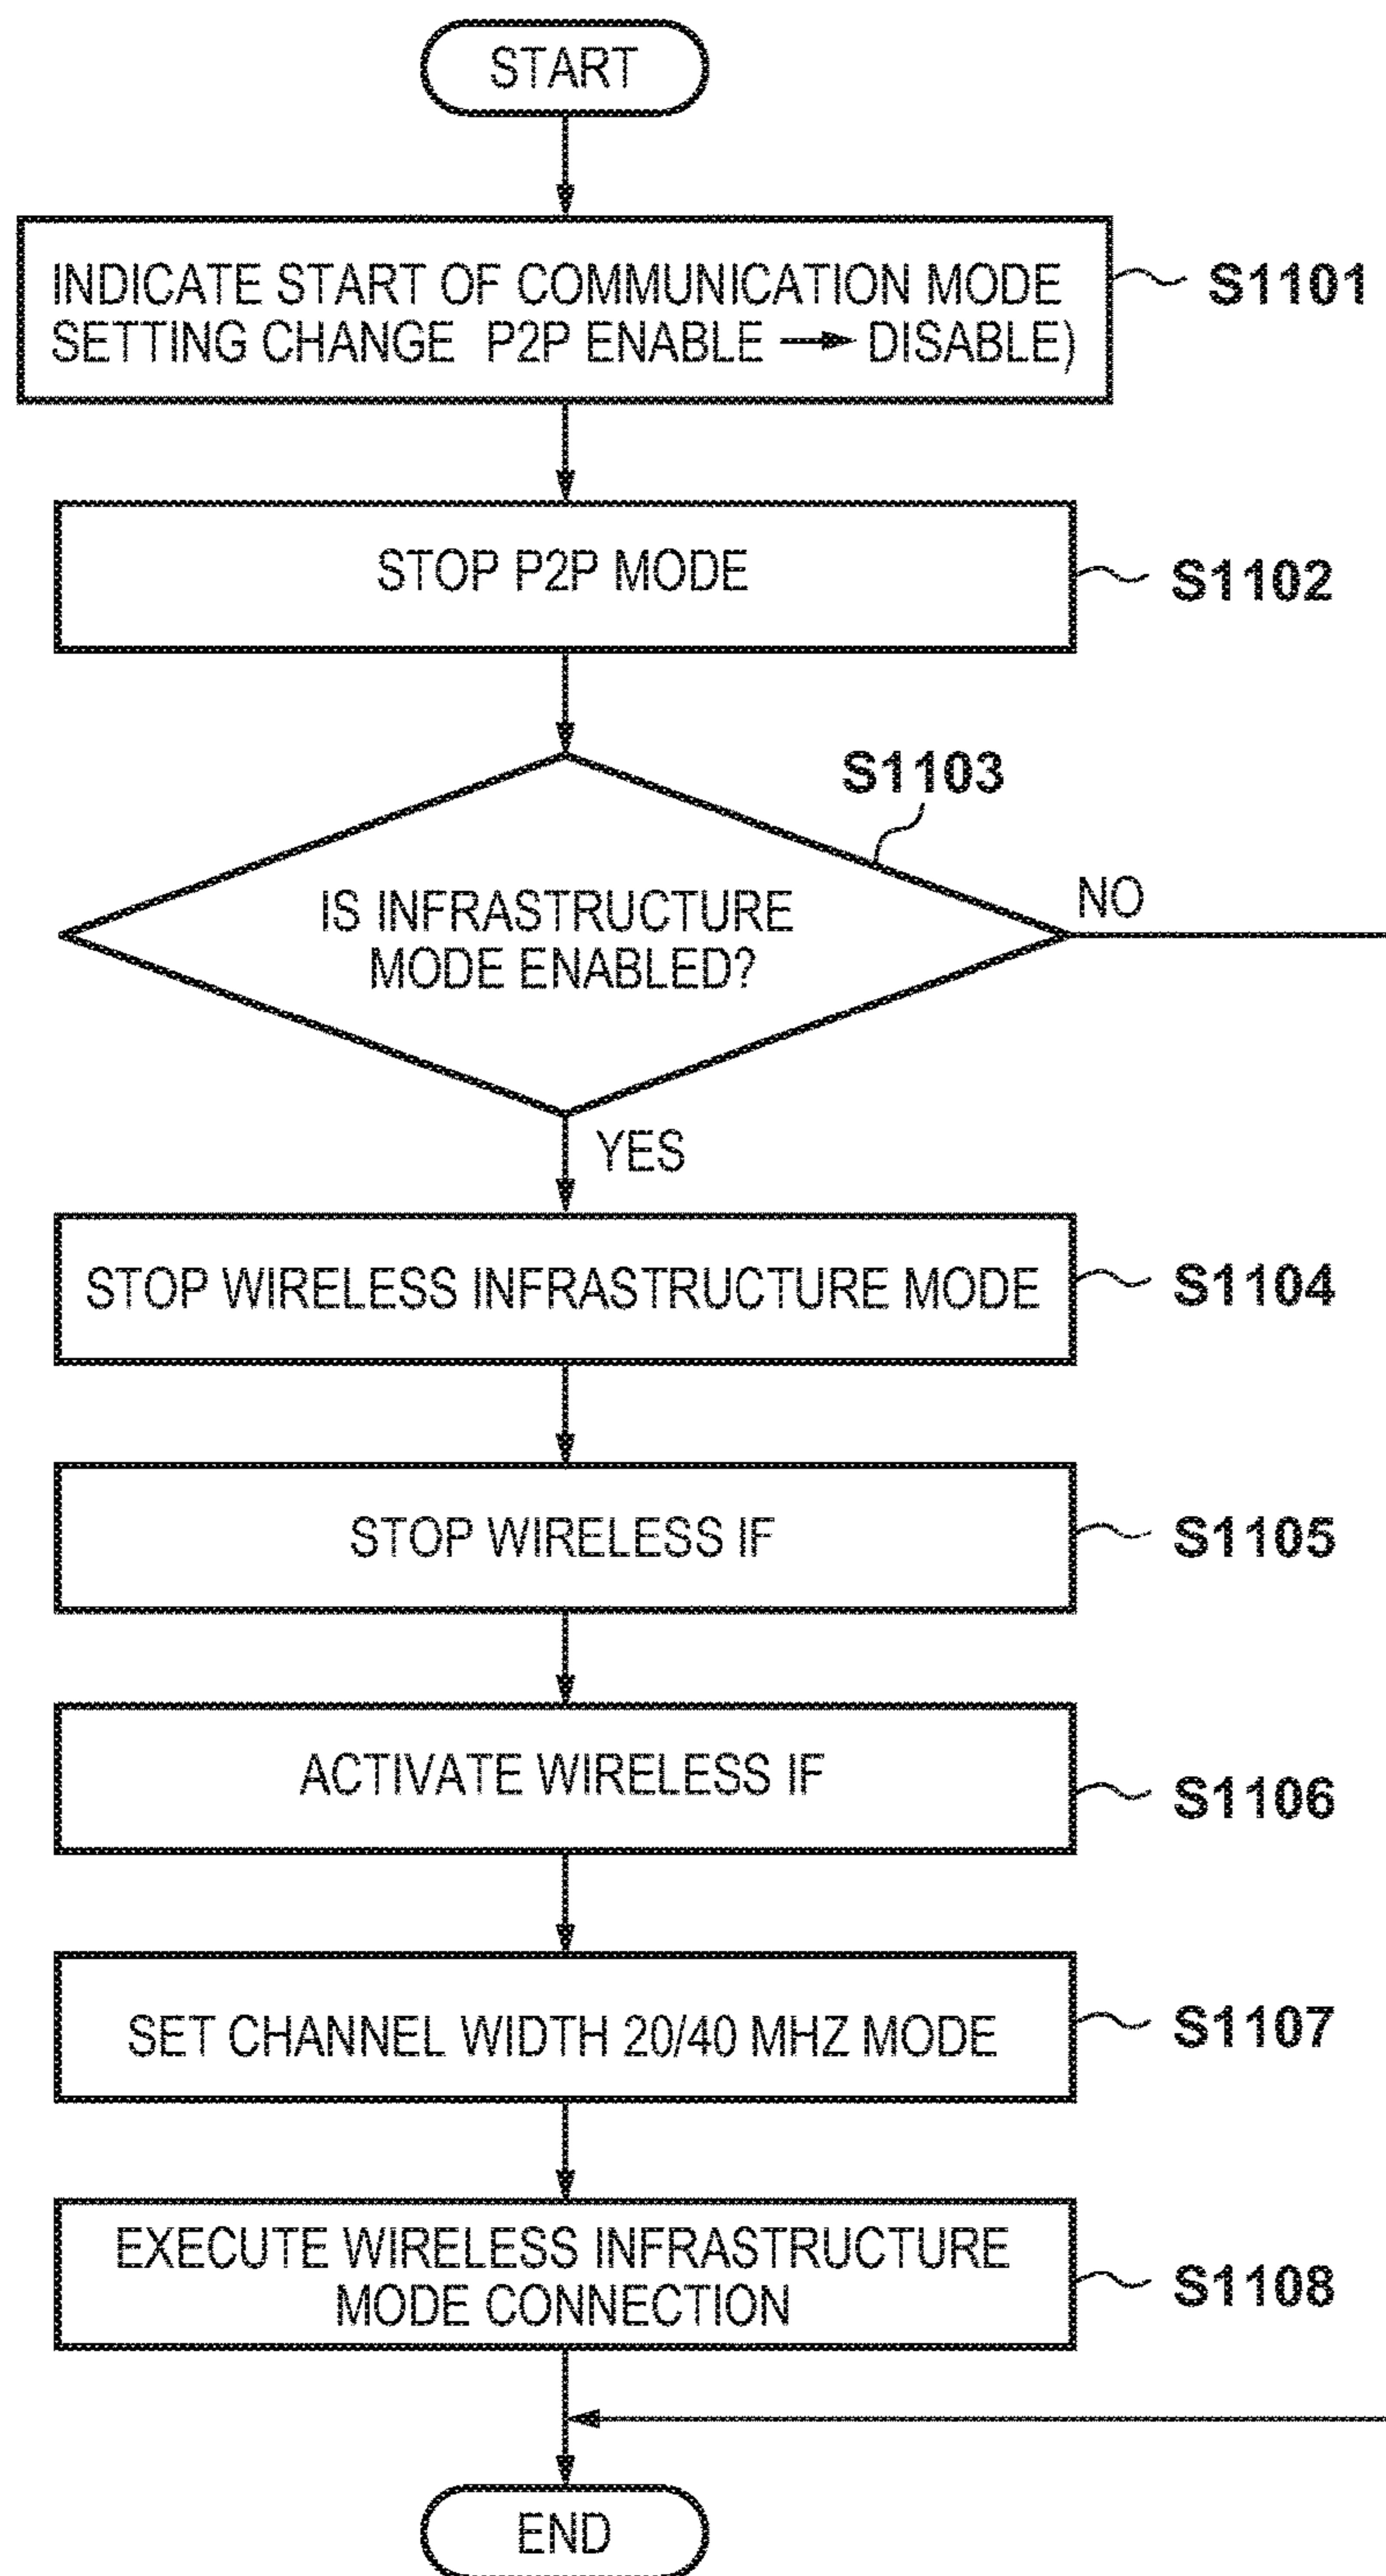 START
INDICATE START OF COMMUNICATION MODE
SETTING CHANGE P2P ENABLE → DISABLE)
S1101
STOP P2P MODE
S1102
S1103
IS INFRASTRUCTURE
MODE ENABLED?
NO
YES
STOP WIRELESS INFRASTRUCTURE MODE
S1104
STOP WIRELESS IF
S1105
ACTIVATE WIRELESS IF
S1106
SET CHANNEL WIDTH 20/40 MHZ MODE
S1107
EXECUTE WIRELESS INFRASTRUCTURE
MODE CONNECTION
S1108
END